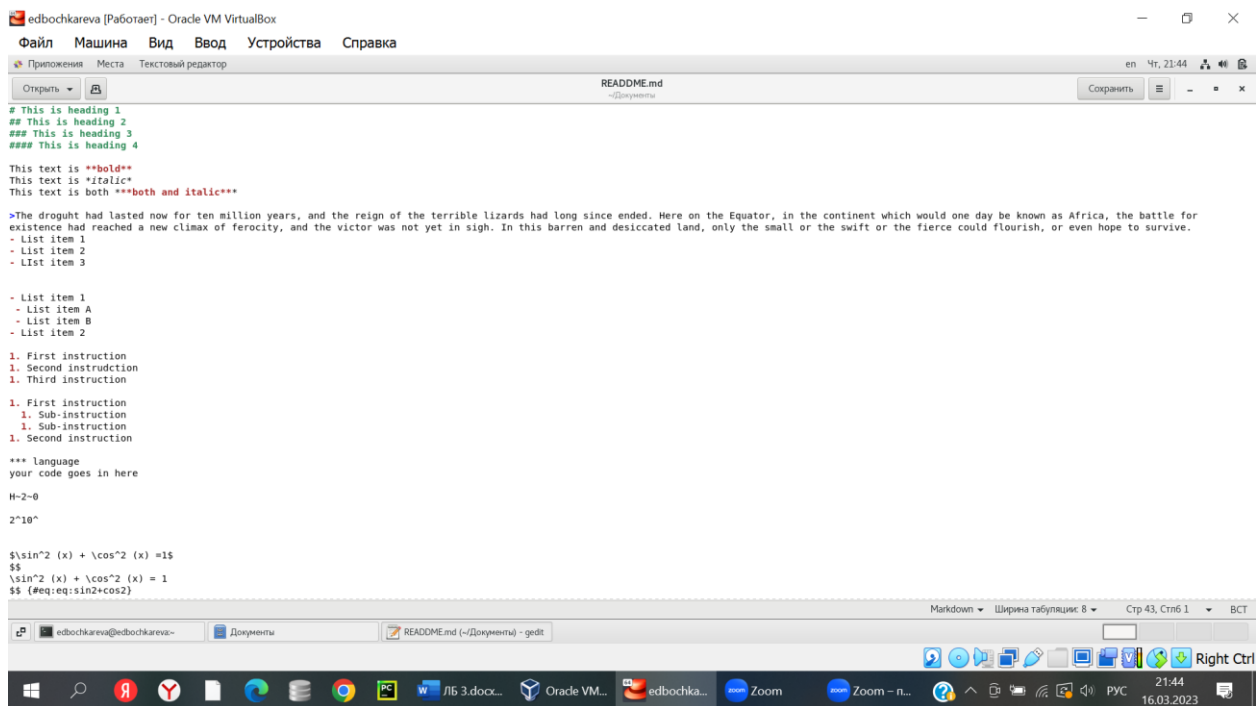 edbochkareva [Работает] - Oracle VM VirtualBox
Файл Машина Вид Ввод Устройства Справка
Приложения Места Текстовый редактор en Чт, 21:44
Открыть READDME.md Сохранить
~/Документы
# This is heading 1
## This is heading 2
### This is heading 3
#### This is heading 4
This text is **bold**
This text is *italic*
This text is both ***both and italic***
>The droguht had lasted now for ten million years, and the reign of the terrible lizards had long since ended. Here on the Equator, in the continent which would one day be known as Africa, the battle for
existence had reached a new climax of ferocity, and the victor was not yet in sigh. In this barren and desiccated land, only the small or the swift or the fierce could flourish, or even hope to survive.
- List item 1
- List item 2
- LIst item 3
- List item 1
- List item A
- List item B
- List item 2
1. First instruction
1. Second instrudction
1. Third instruction
1. First instruction
1. Sub-instruction
1. Sub-instruction
1. Second instruction
*** language
your code goes in here
H~2~0
2^10^
$\sin^2 (x) + \cos^2 (x) =1$
$$
\sin^2 (x) + \cos^2 (x) = 1
$$ {#eq:eq:sin2+cos2}
Markdown Ширина табуляции: 8 Стр 43, Стлб 1 ВСТ
edbochkareva@edbochkareva:~ Документы READDME.md (~/Документы) - gedit
Right Ctrl
ЛБ 3.docx... Oracle VM... edbochka... Zoom Zoom – п... РУС 21:44
16.03.2023